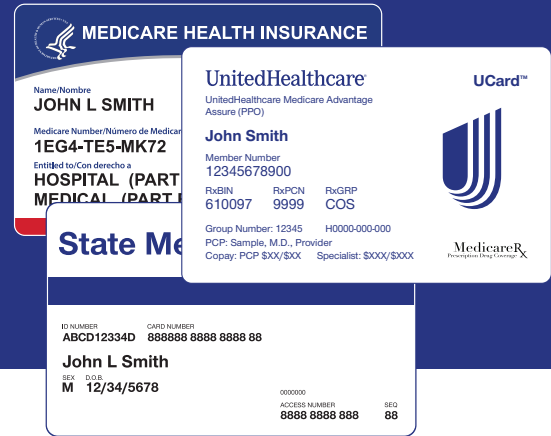 MEDICARE HEALTH INSURANCE
Name/Nombre
JOHN L SMITH
Medicare Number/Número de Medicar
1EG4-TE5-MK72
Entitled to/Con derecho a
HOSPITAL (PART
MEDICAL (PART
UnitedHealthcare®
UCard™
UnitedHealthcare Medicare Advantage
Assure (PPO)
John Smith
Member Number
12345678900
RxBIN RxPCN RxGRP
610097 9999 COS
Group Number: 12345 H0000-000-000
PCP: Sample, M.D., Provider
Copay: PCP $XX/$XX Specialist: $XXX/$XXX
MedicareRx
Prescription Drug Coverage
State Me
ID NUMBER CARD NUMBER
ABCD12334D 888888 8888 8888 88
John L Smith
SEX D.O.B.
M 12/34/5678
0000000
ACCESS NUMBER SEQ
8888 8888 888 88